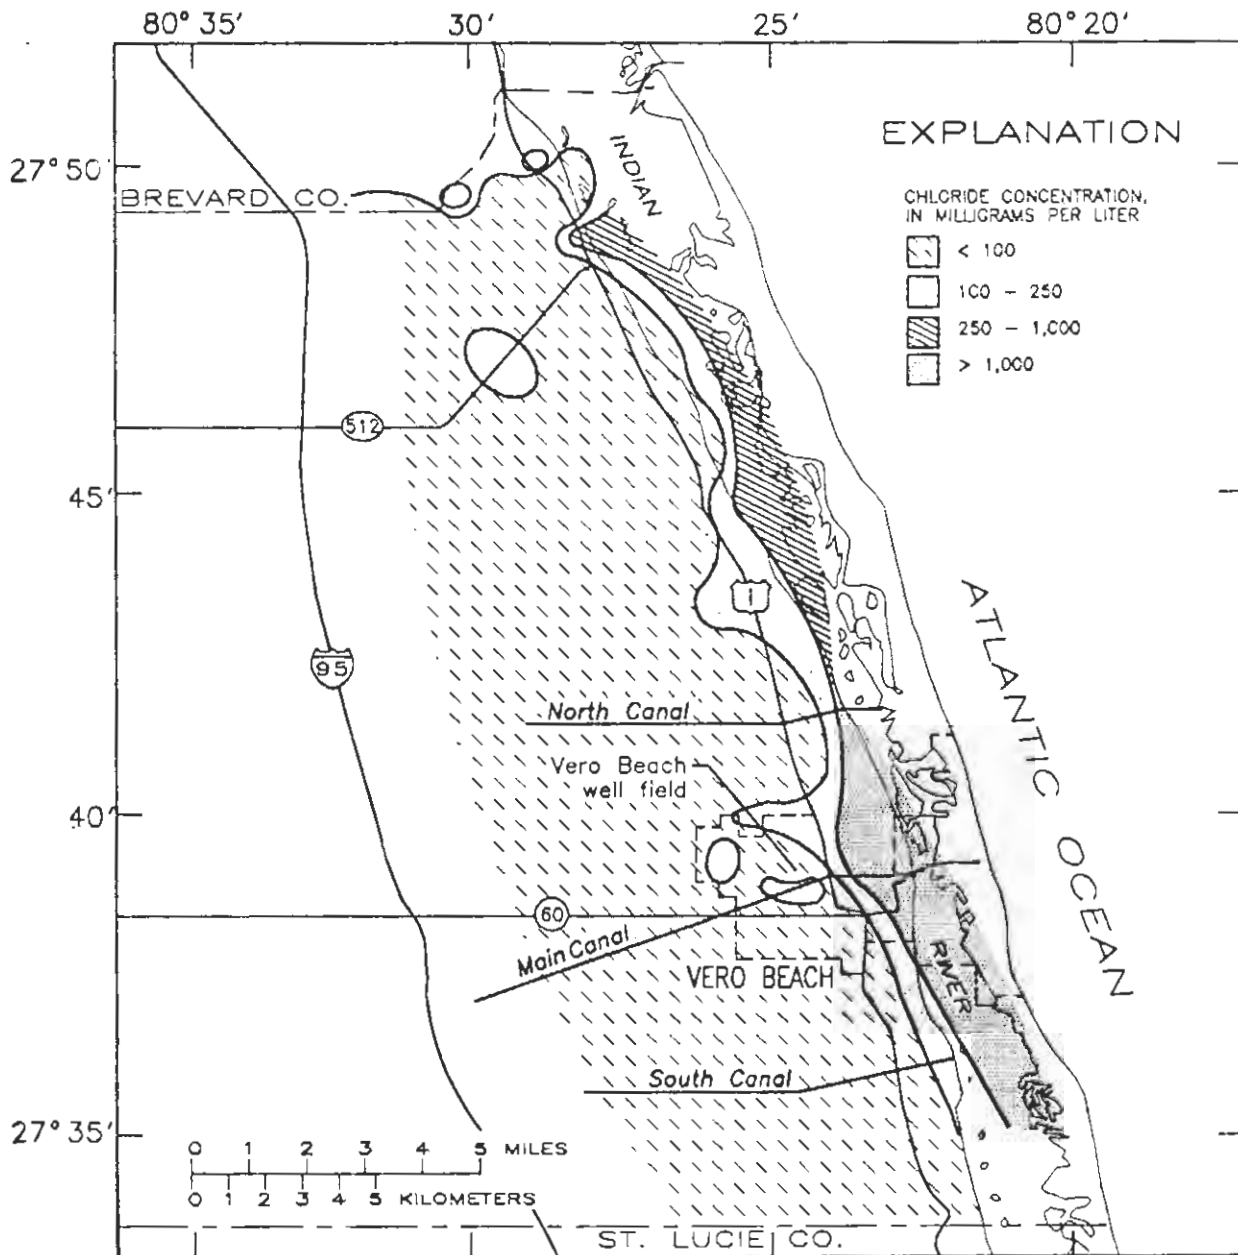 80° 35′ 30′ 25′ 80° 20′
27° 50′
BREVARD CO.
INDIAN
EXPLANATION
CHLORIDE CONCENTRATION,
IN MILLIGRAMS PER LITER
< 100
100 – 250
250 – 1,000
> 1,000
512
45′
1
95
ATLANTIC OCEAN
North Canal
Vero Beach
well field
40′
60
Main Canal
VERO BEACH
RIVER
South Canal
27° 35′
0 1 2 3 4 5 MILES
0 1 2 3 4 5 KILOMETERS
ST. LUCIE CO.